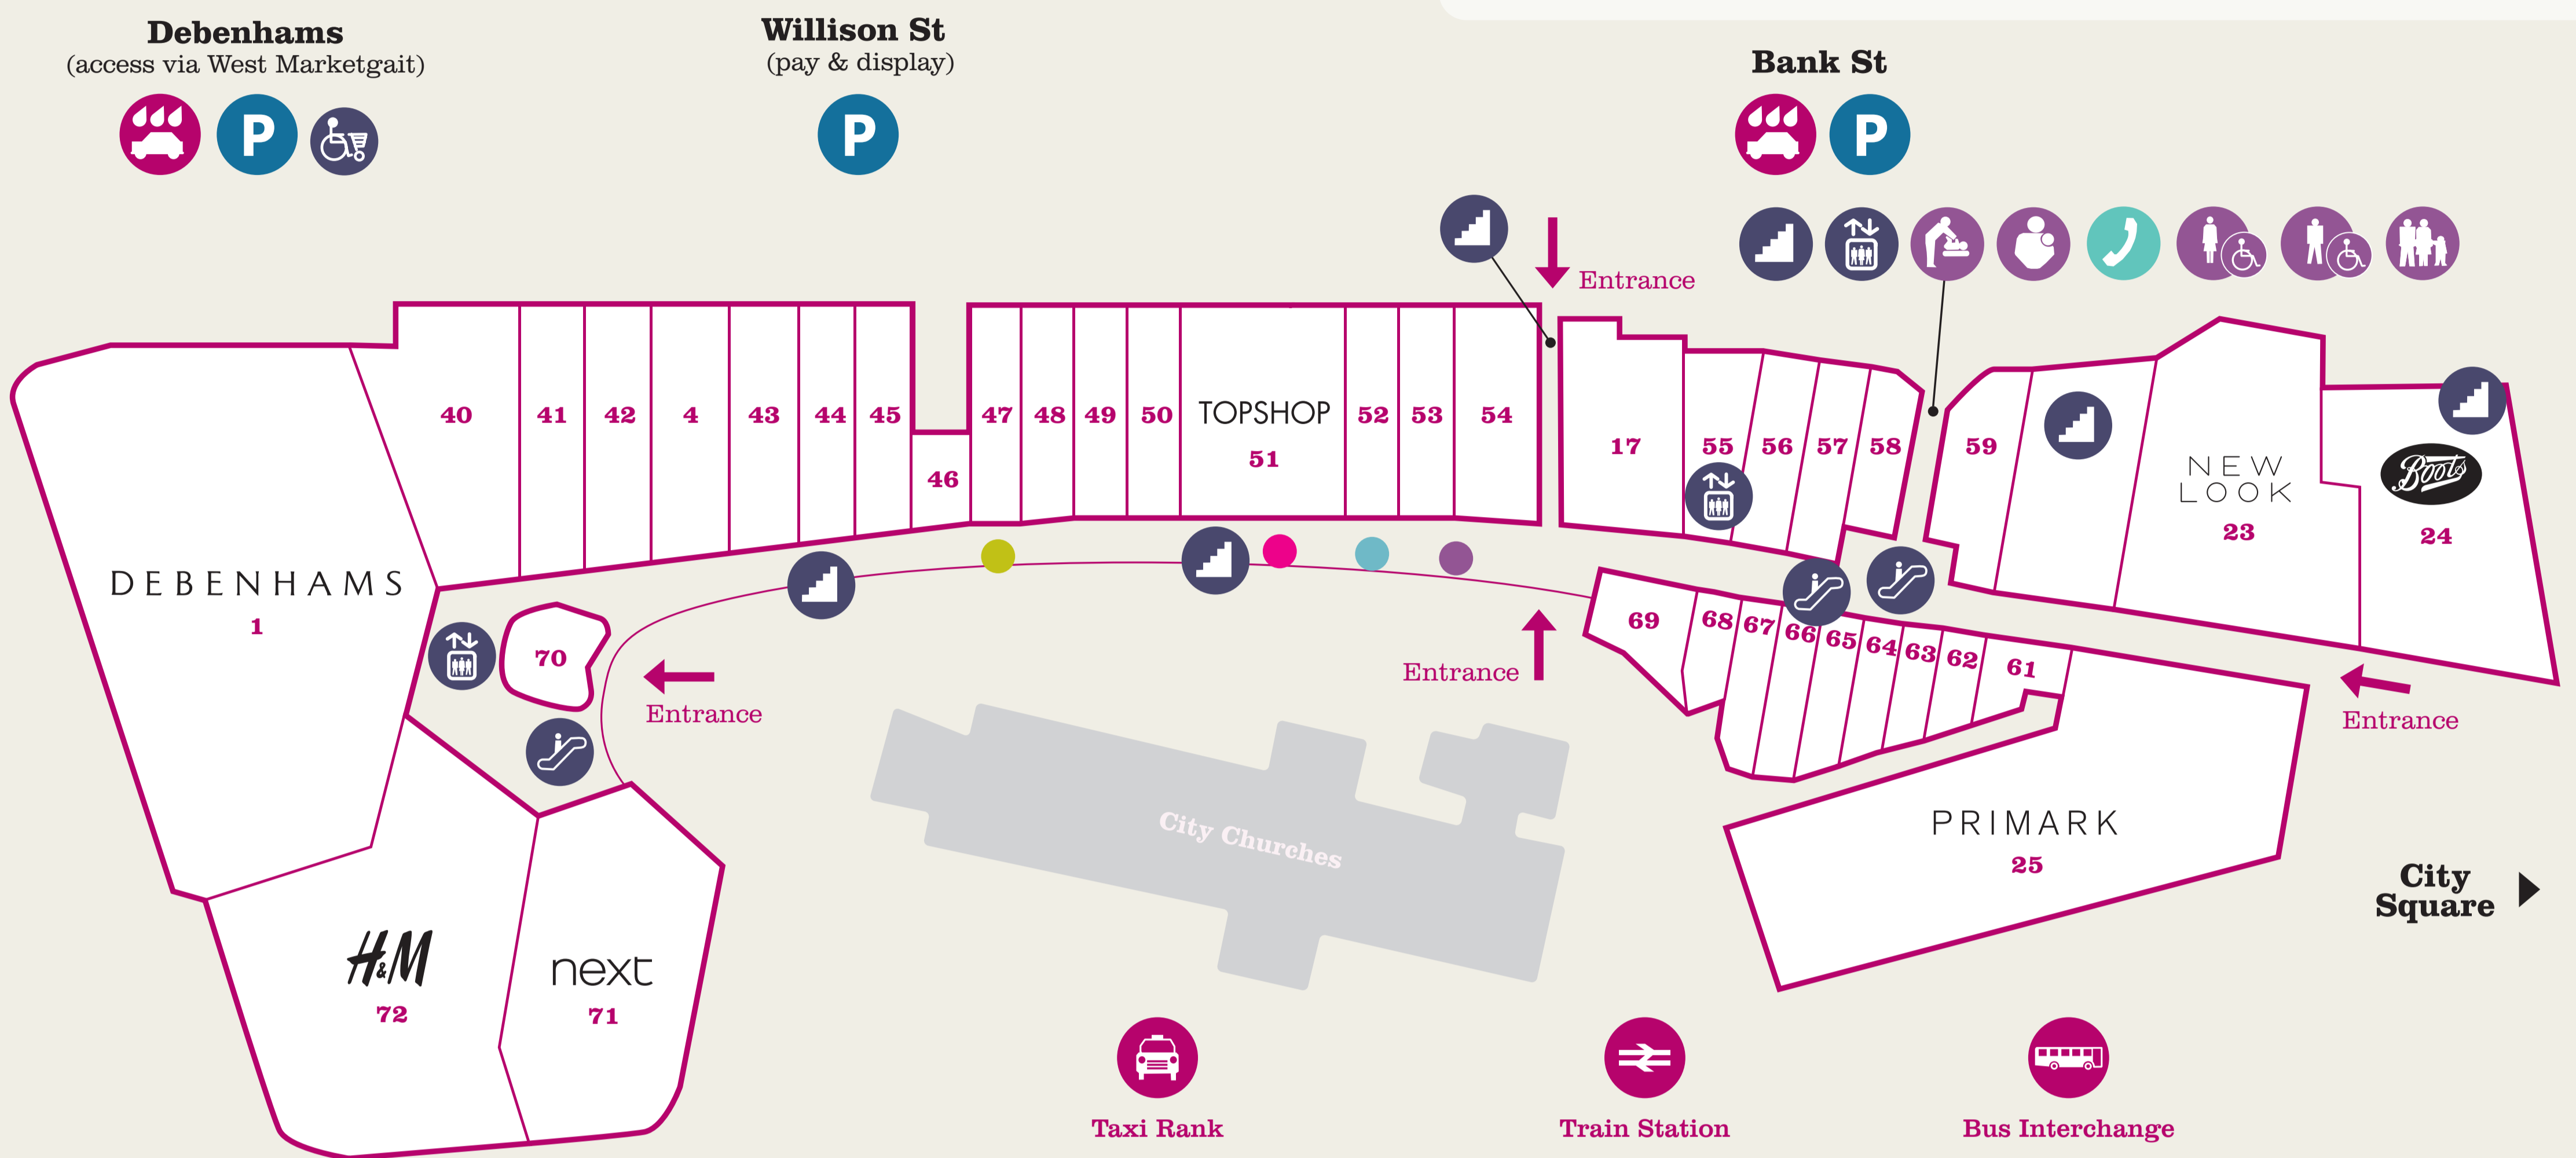 Debenhams
(access via West Marketgait)
P
Willison St
(pay & display)
P
Bank St
P
Entrance
40
41
42
4
43
44
45
46
47
48
49
50
TOPSHOP
51
52
53
54
17
55
56
57
58
59
NEW
LOOK
23
Boots
24
DEBENHAMS
1
70
Entrance
Entrance
69
68
67
66
65
64
63
62
61
Entrance
City Churches
PRIMARK
25
City
Square
H&M
72
next
71
Taxi Rank
Train Station
Bus Interchange